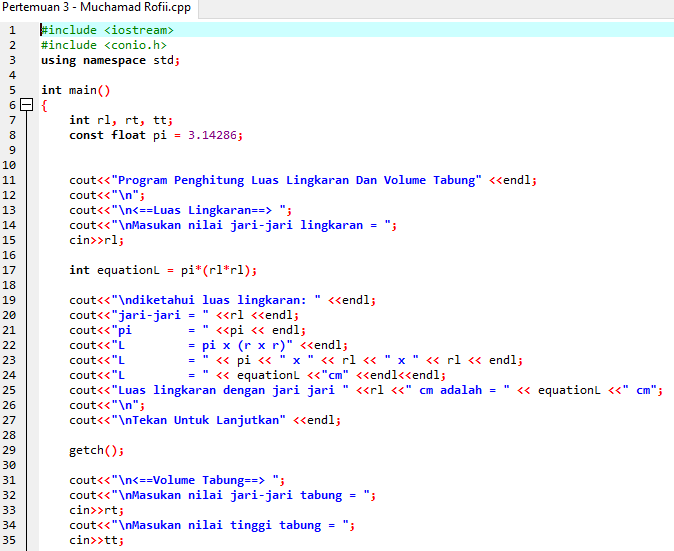 Pertemuan 3 - Muchamad Rofii.cpp
1 #include <iostream>
2 #include <conio.h>
3 using namespace std;
4
5 int main()
6 {
7 int rl, rt, tt;
8 const float pi = 3.14286;
9
10
11 cout<<"Program Penghitung Luas Lingkaran Dan Volume Tabung" <<endl;
12 cout<<"\n";
13 cout<<"\n<==Luas Lingkaran==> ";
14 cout<<"\nMasukan nilai jari-jari lingkaran = ";
15 cin>>rl;
16
17 int equationL = pi*(rl*rl);
18
19 cout<<"\ndiketahui luas lingkaran: " <<endl;
20 cout<<"jari-jari = " <<rl <<endl;
21 cout<<"pi        = " <<pi << endl;
22 cout<<"L         = pi x (r x r)" <<endl;
23 cout<<"L         = " << pi << " x " << rl << " x " << rl << endl;
24 cout<<"L         = " << equationL <<"cm" <<endl<<endl;
25 cout<<"Luas lingkaran dengan jari jari " <<rl <<" cm adalah = " << equationL <<" cm";
26 cout<<"\n";
27 cout<<"\nTekan Untuk Lanjutkan" <<endl;
28
29 getch();
30
31 cout<<"\n<==Volume Tabung==> ";
32 cout<<"\nMasukan nilai jari-jari tabung = ";
33 cin>>rt;
34 cout<<"\nMasukan nilai tinggi tabung = ";
35 cin>>tt;